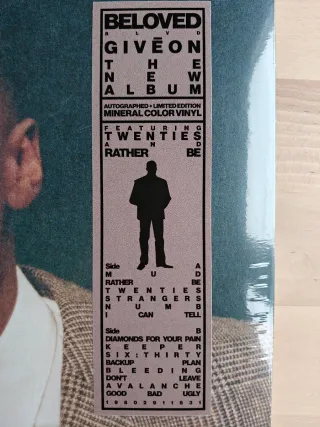 BELOVED
BLVD
GIVĒON
THE
NEW
ALBUM
AUTOGRAPHED • LIMITED EDITION
MINERAL COLOR VINYL
FEATURING
TWENTIES
AND
RATHER BE
Side A
MUD
RATHER BE
TWENTIES
STRANGERS
NUMB
I CAN TELL
Side B
DIAMONDS FOR YOUR PAIN
KEEPER
SIX:THIRTY
BACKUP PLAN
BLEEDING
DON'T LEAVE
AVALANCHE
GOOD BAD UGLY